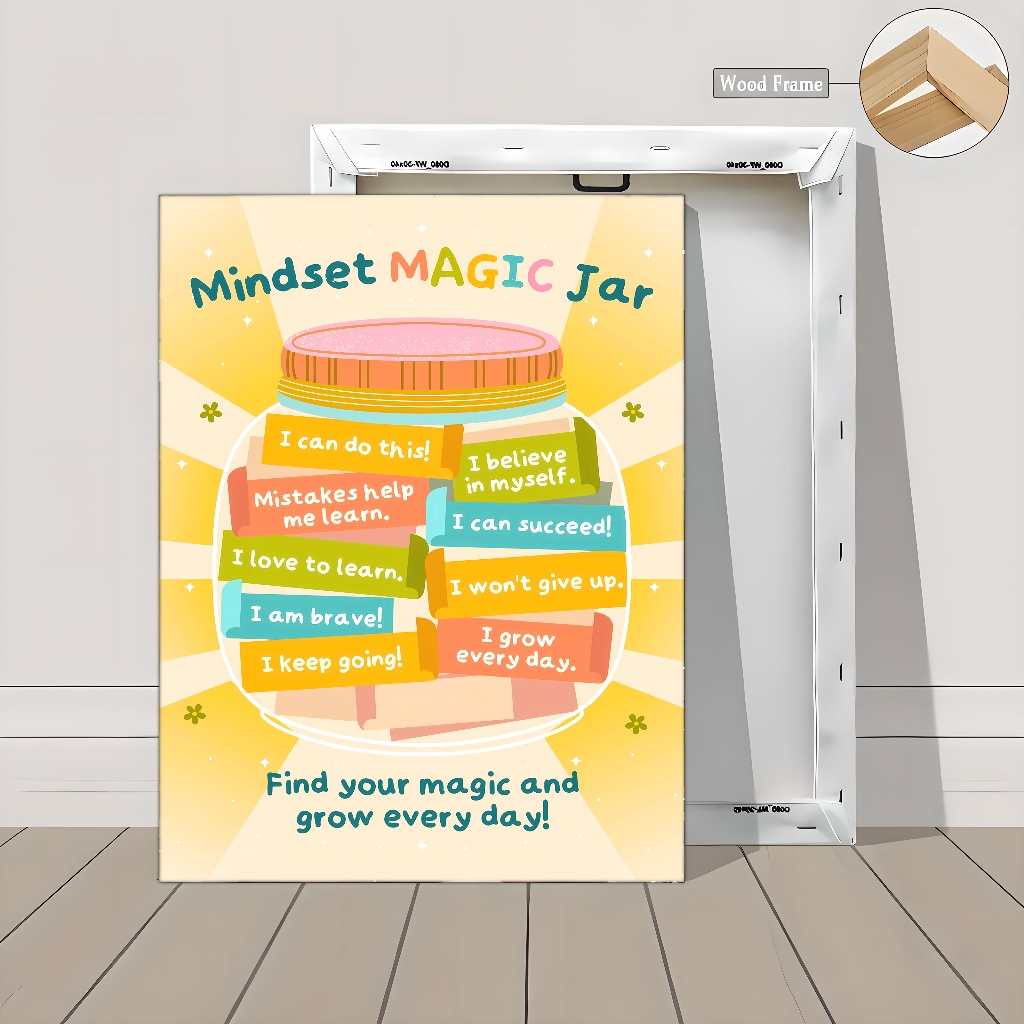 Wood Frame
Mindset MAGIC Jar
I can do this!
I believe
in myself.
Mistakes help
me learn.
I can succeed!
I love to learn.
I won't give up.
I am brave!
I keep going!
I grow
every day.
Find your magic and
grow every day!